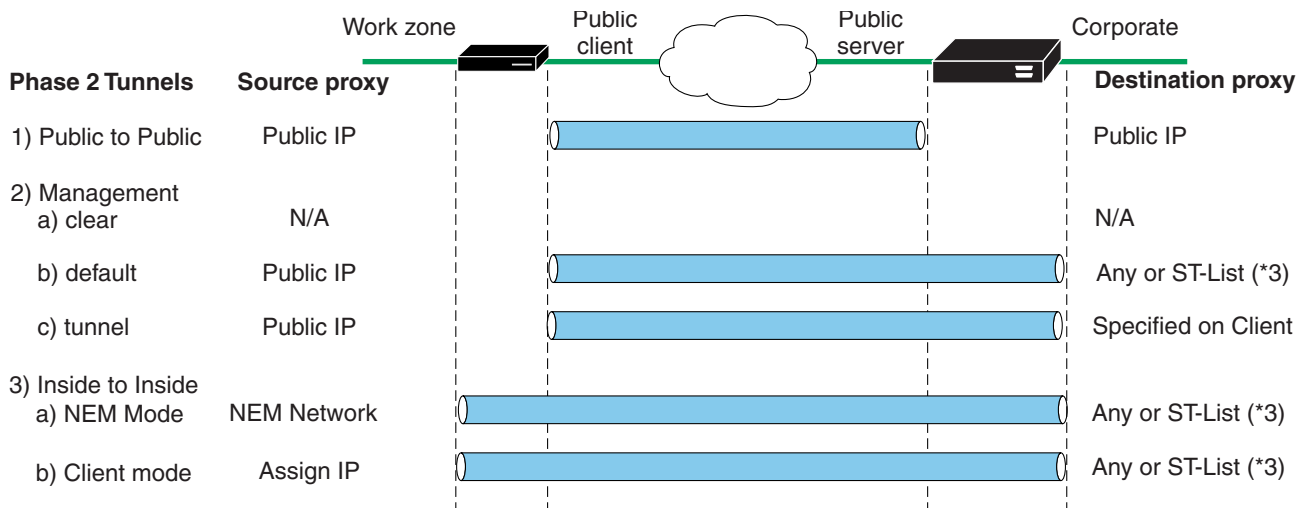 Work zone
Public client
Public server
Corporate
Phase 2 Tunnels Source proxy Destination proxy
1) Public to Public Public IP Public IP
2) Management
a) clear N/A N/A
b) default Public IP Any or ST-List (*3)
c) tunnel Public IP Specified on Client
3) Inside to Inside
a) NEM Mode NEM Network Any or ST-List (*3)
b) Client mode Assign IP Any or ST-List (*3)